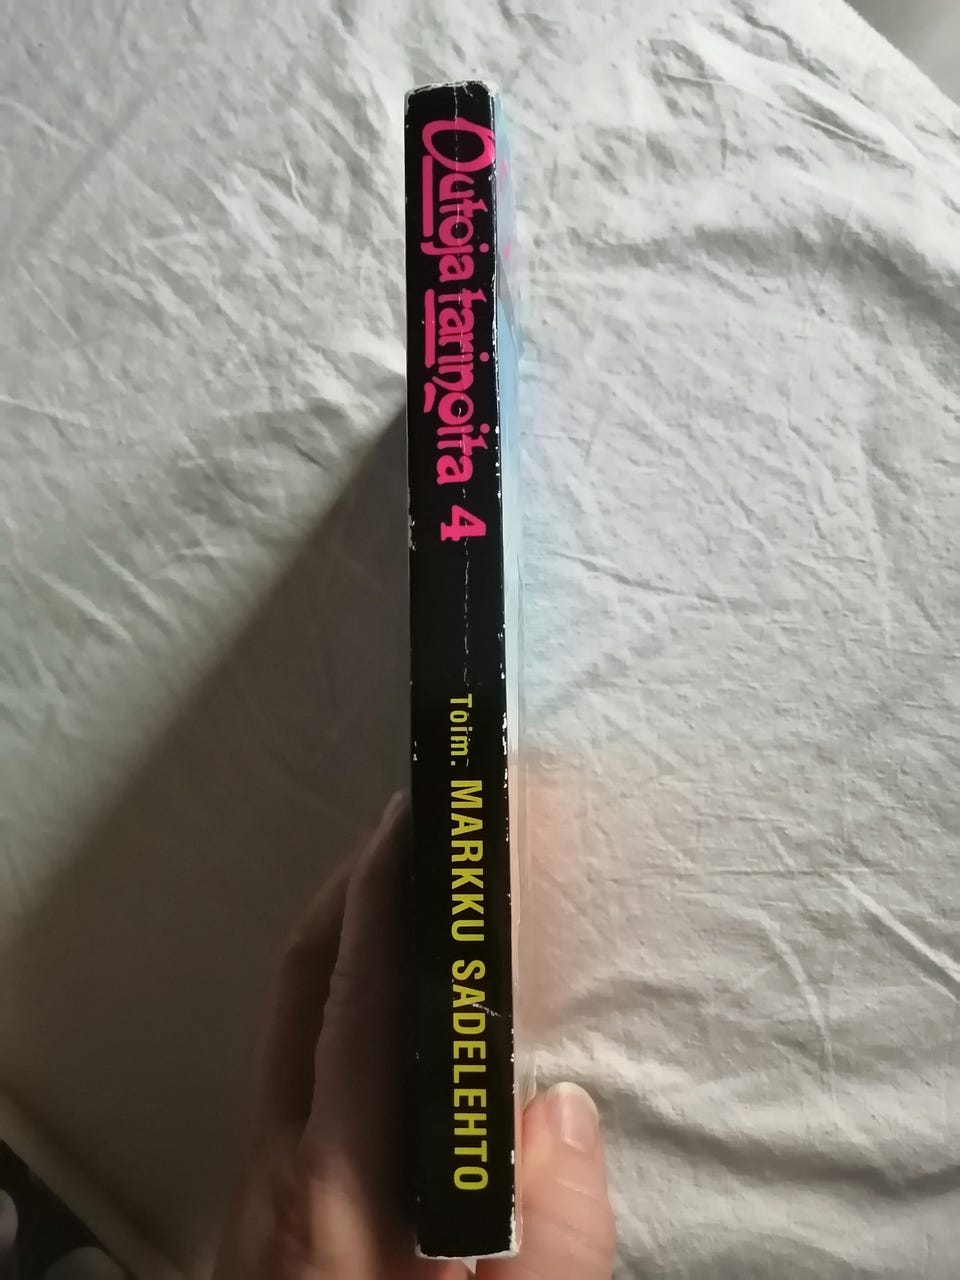 Outoja tarinoita 4
Toim. MARKKU SADELEHTO